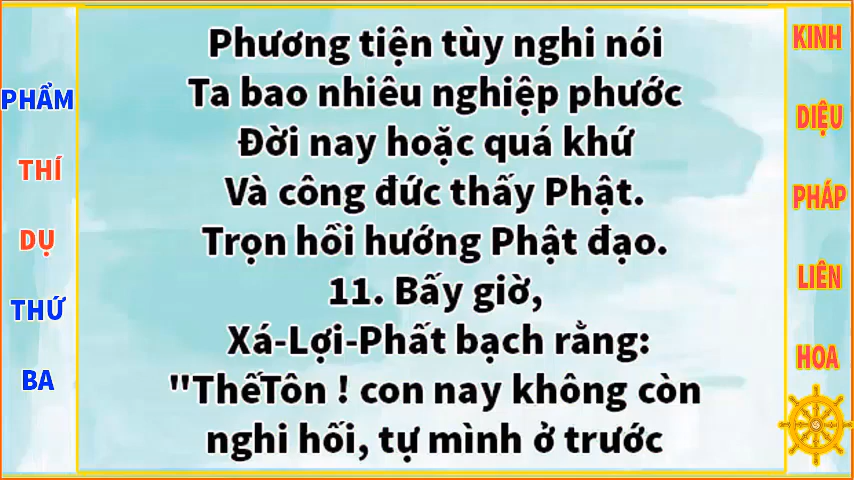 PHẨM
THÍ
DỤ
THỨ
BA
Phương tiện tùy nghi nói
Ta bao nhiêu nghiệp phước
Đời nay hoặc quá khứ
Và công đức thấy Phật.
Trọn hồi hướng Phật đạo.
11. Bấy giờ,
Xá-Lợi-Phất bạch rằng:
"ThếTôn ! con nay không còn
nghi hối, tự mình ở trước
KINH
DIỆU
PHÁP
LIÊN
HOA